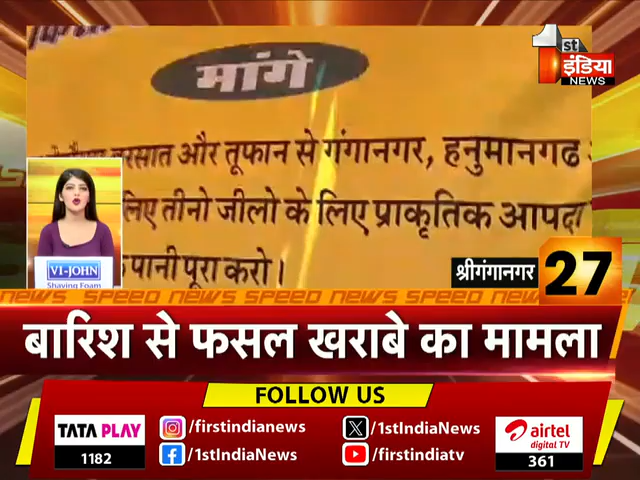 1st
इंडिया
NEWS
मांगे
बरसात और तूफान से गंगानगर, हनुमानगढ
लिए तीनो जीलो के लिए प्राकृतिक आपदा
पानी पूरा करो।
VI-JOHN
Shaving Foam
श्रीगंगानगर
27
SPEED NEWS SPEED NEWS SPEED NEWS SPEED NEWS
बारिश से फसल खराबे का मामला
FOLLOW US
TATA PLAY
1182
/firstindianews
/1stIndiaNews
/1stIndiaNews
/firstindiatv
airtel
digital TV
361